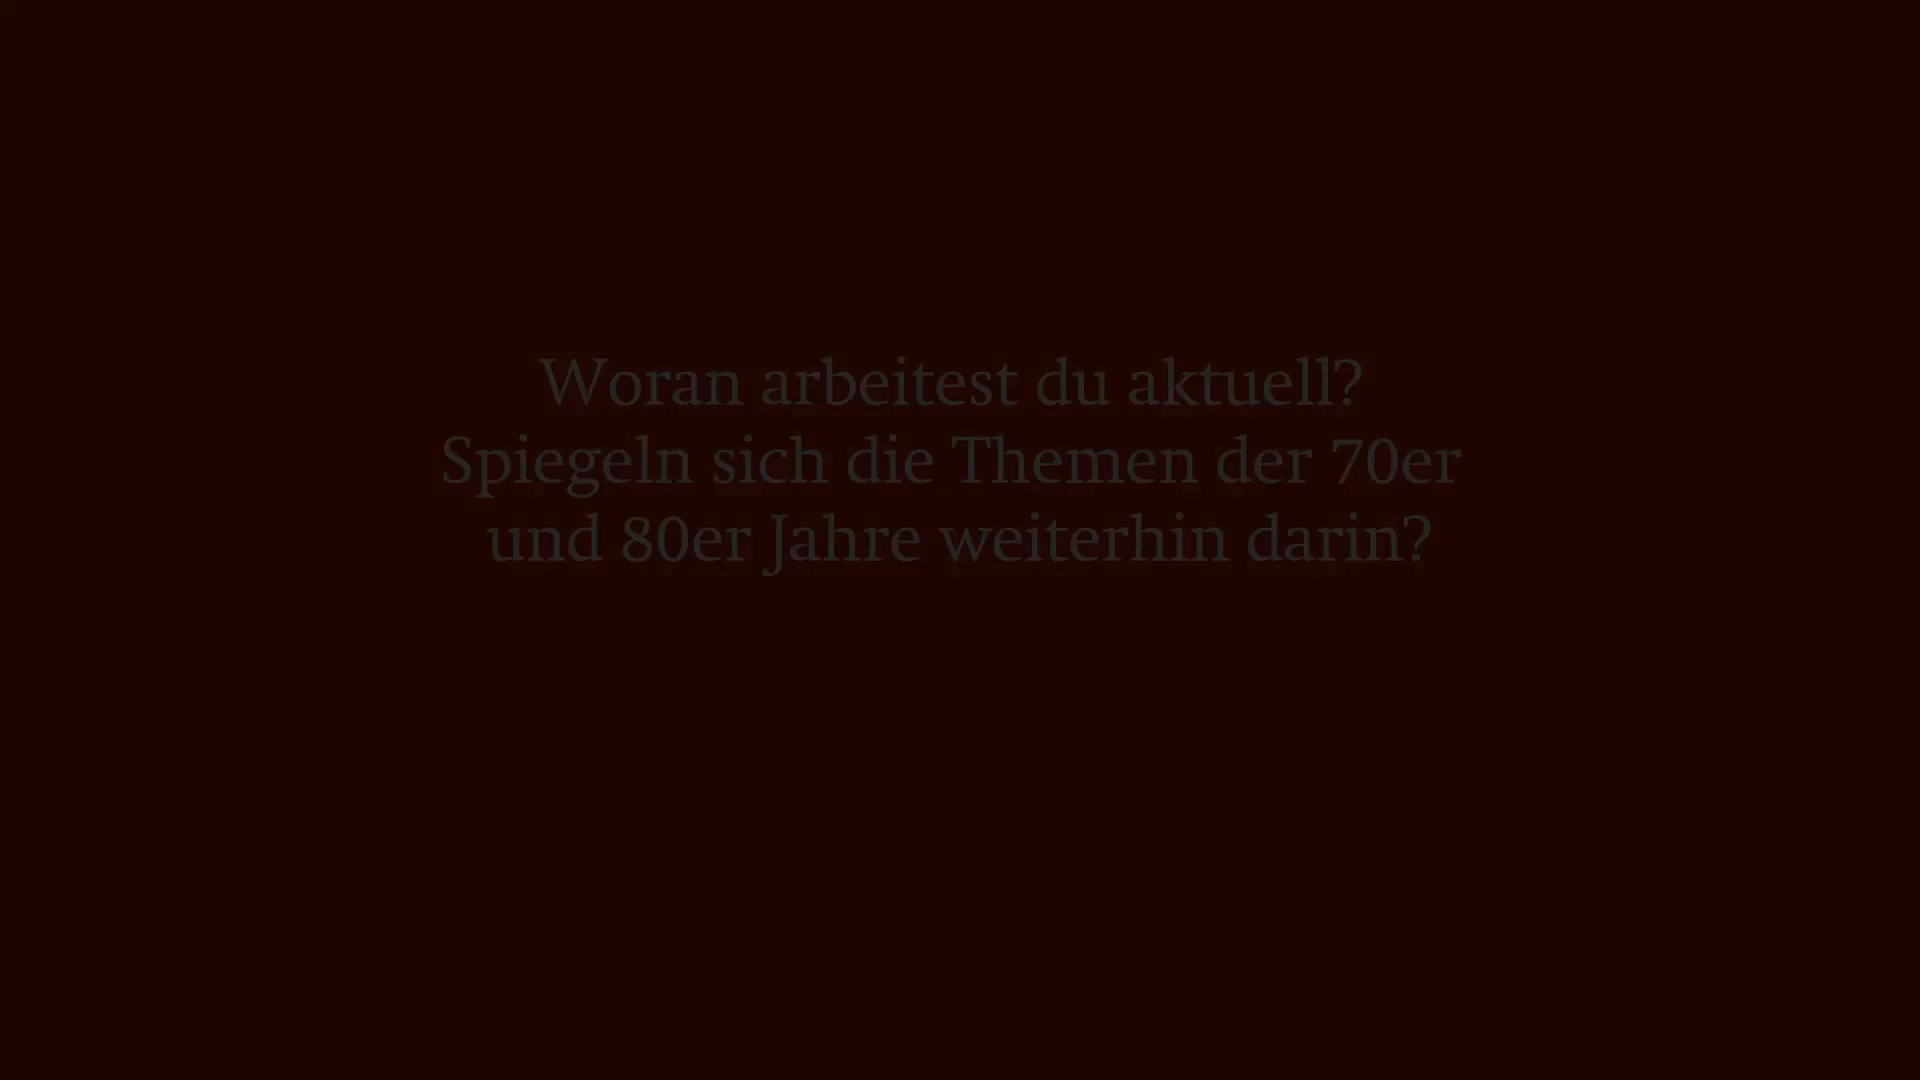 Woran arbeitest du aktuell?
Spiegeln sich die Themen der 70er
und 80er Jahre weiterhin darin?